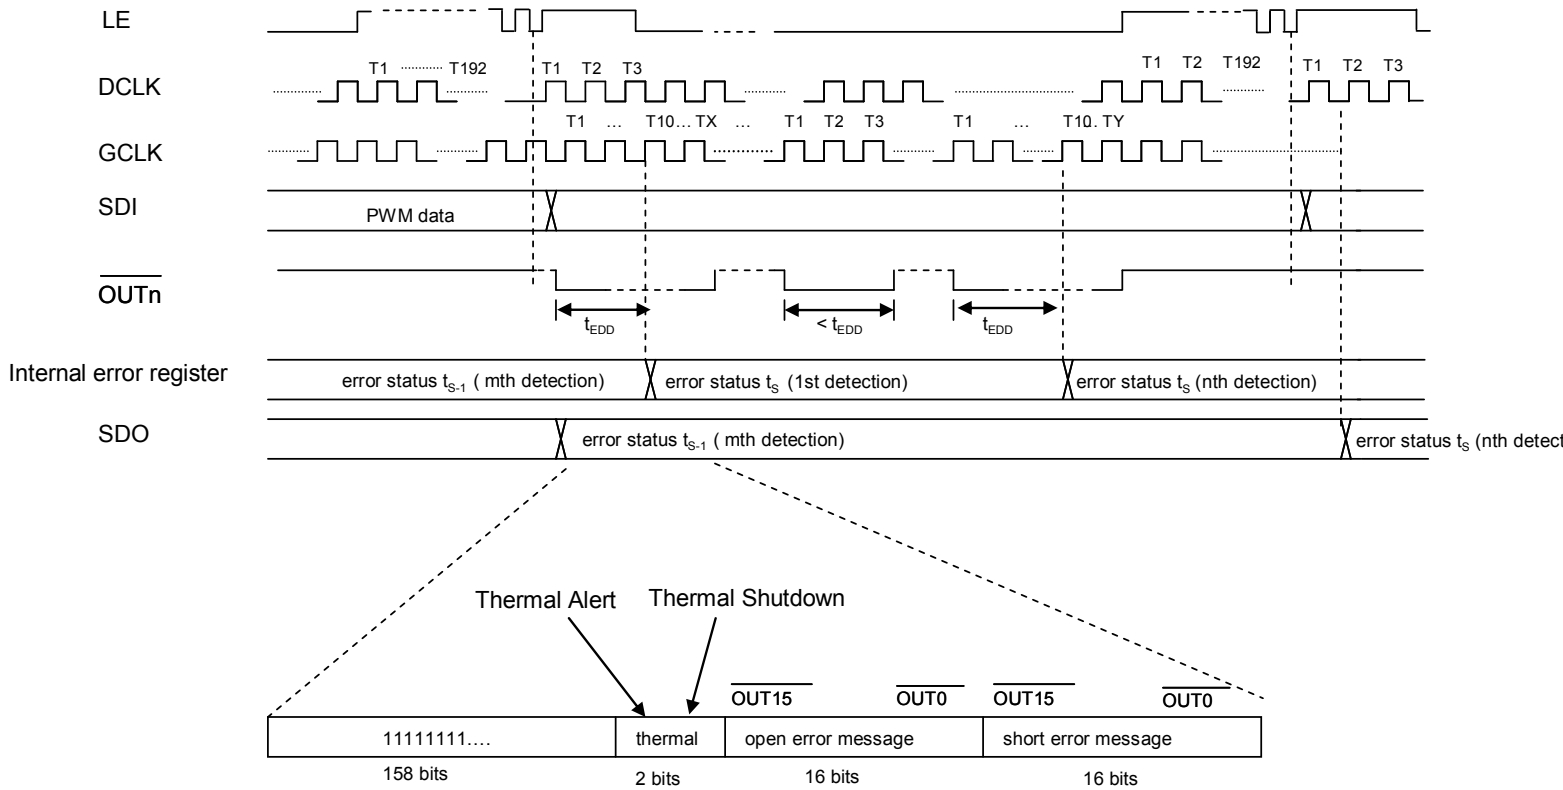 LE
DCLK
T1 T192 T1 T2 T3 T1 T2 T192 T1 T2 T3
GCLK
T1 ... T10... TX ... T1 T2 T3 T1 ... T10.. TY
SDI
PWM data
OUTn
tEDD < tEDD tEDD
Internal error register
error status tS-1 ( mth detection) error status tS (1st detection) error status tS (nth detection)
SDO
error status tS-1 ( mth detection) error status tS (nth detect
Thermal Alert Thermal Shutdown
OUT15 OUT0 OUT15 OUT0
11111111.... thermal open error message short error message
158 bits 2 bits 16 bits 16 bits